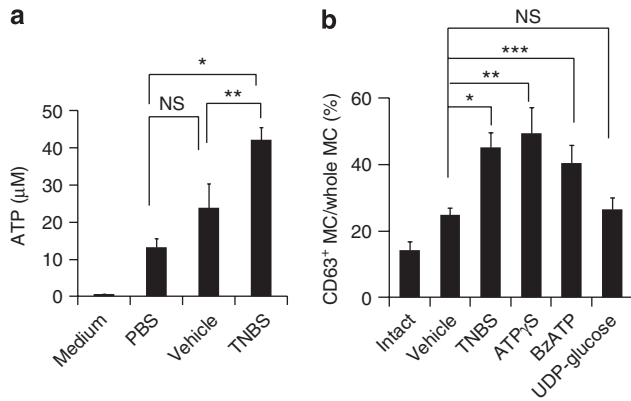 a
*
NS
**
50
40
30
20
10
0
ATP (μM)
Medium
PBS
Vehicle
TNBS
b
NS
***
**
*
60
40
20
0
CD63+ MC/whole MC (%)
Intact
Vehicle
TNBS
ATPγS
BzATP
UDP-glucose